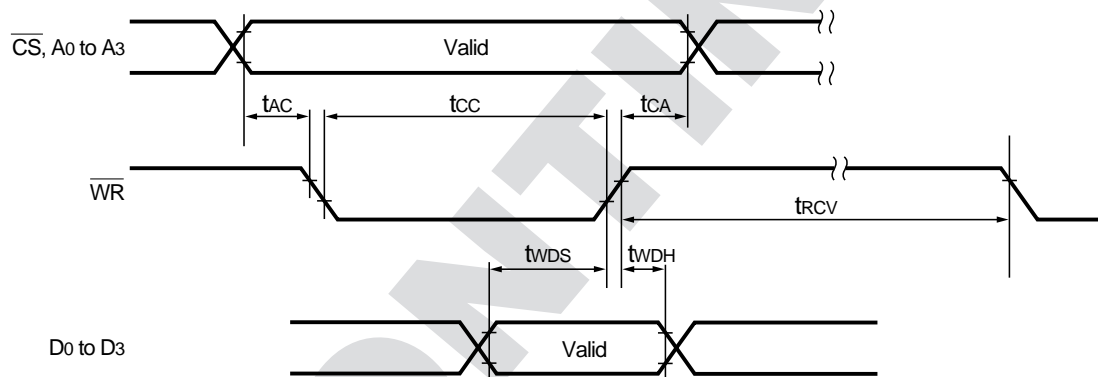 CS, A0 to A3
Valid
tAC
tCC
tCA
WR
tRCV
tWDS
tWDH
D0 to D3
Valid